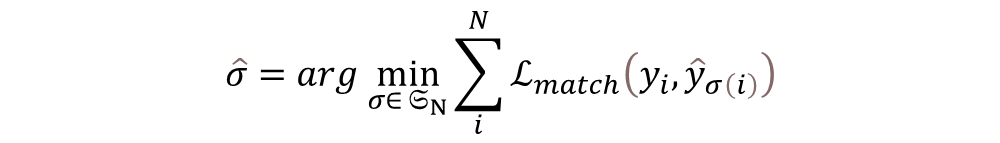 σ̂ = arg min_{σ∈𝔖_N} ∑_{i}^{N} ℒ_{match}(y_i, ŷ_{σ(i)})